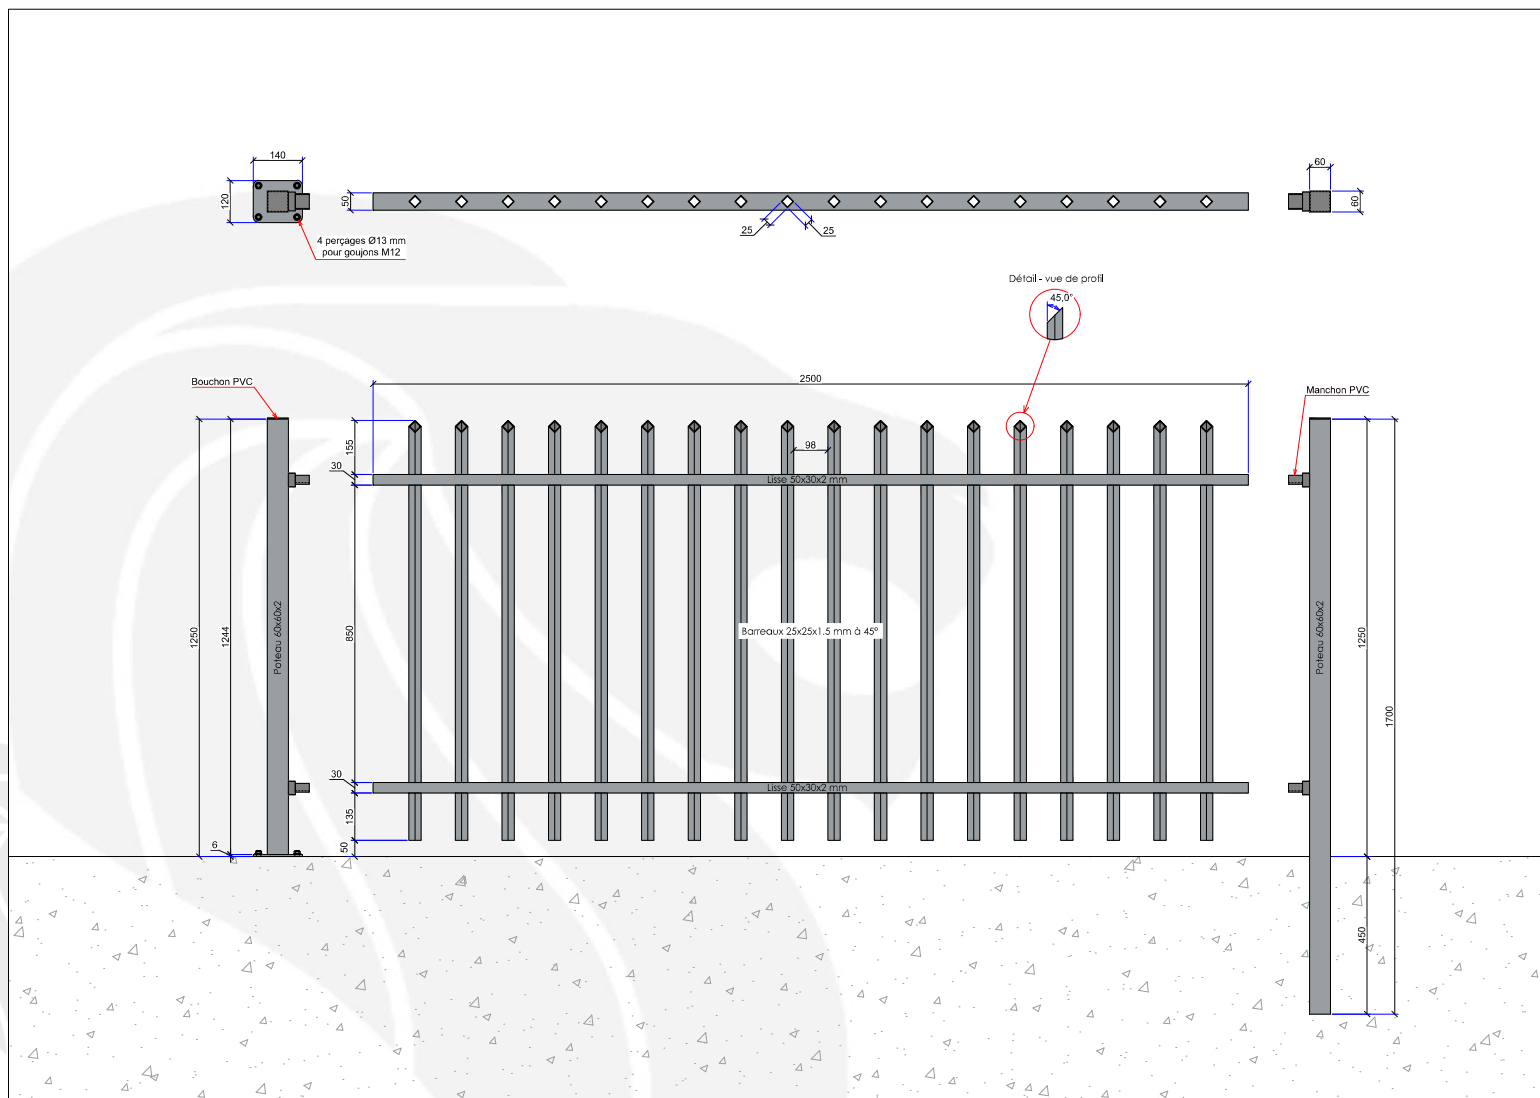 140
60
120
50
60
25
25
4 perçages Ø13 mm
pour goujons M12
Détail - vue de profil
45,0°
2500
Bouchon PVC
Manchon PVC
155
98
30
Lisse 50x30x2 mm
1250
1244
Poteau 60x60x2
850
Barreaux 25x25x1.5 mm à 45°
Poteau 60x60x2
1250
1700
30
Lisse 50x30x2 mm
135
6
50
450